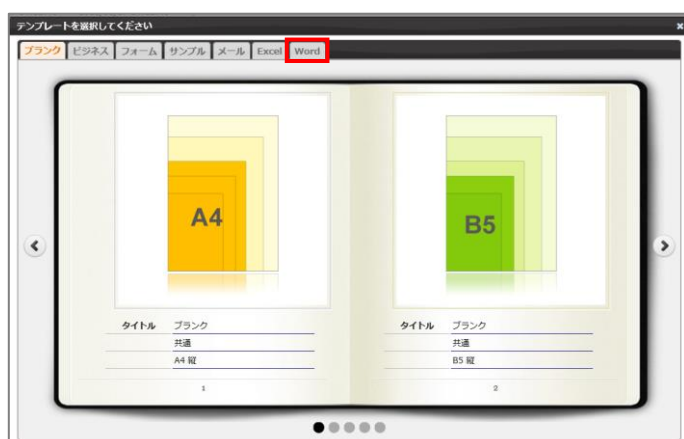 テンプレートを選択してください
ブランク ビジネス フォーム サンプル メール Excel Word
A4
B5
タイトル ブランク
共通
A4 縦
1
タイトル ブランク
共通
B5 縦
2